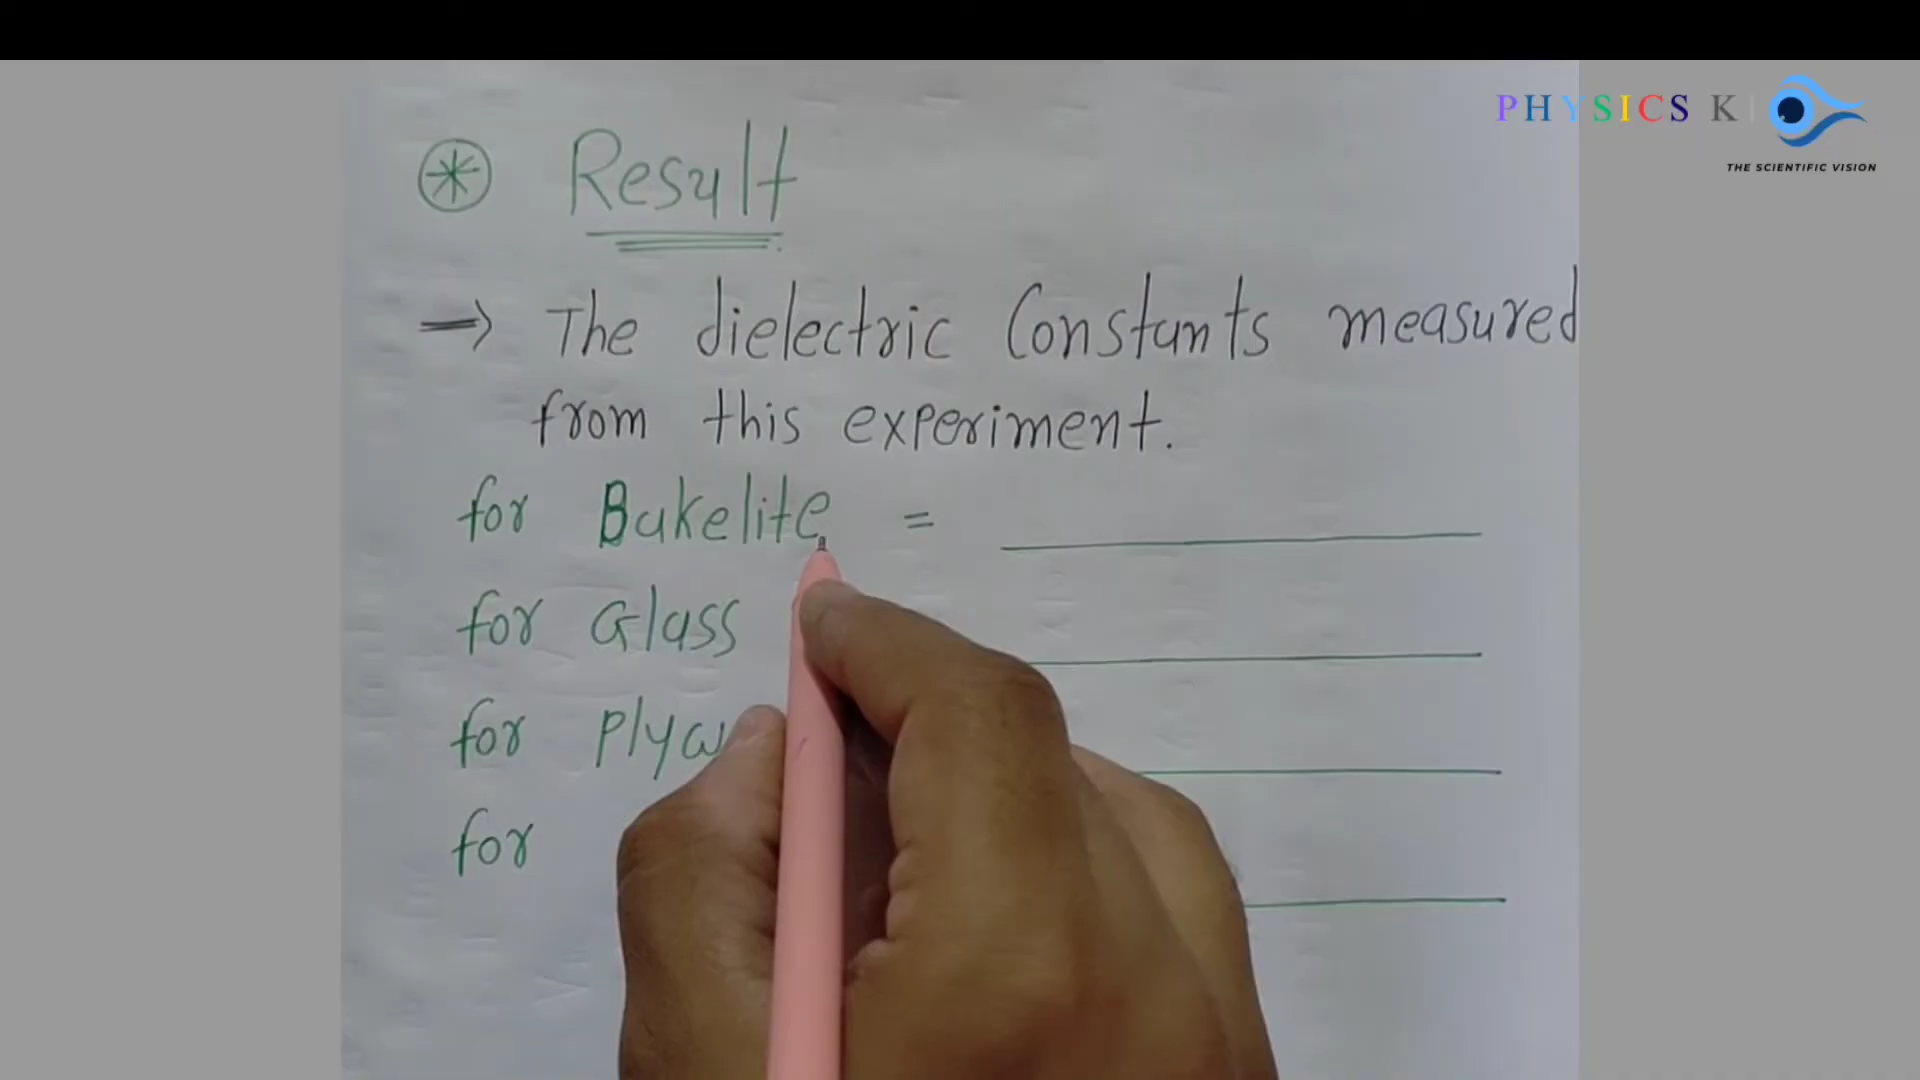 PHYSICS K
THE SCIENTIFIC VISION
Result
The dielectric Constants measured
from this experiment.
for Bakelite =
for Glass
for
for